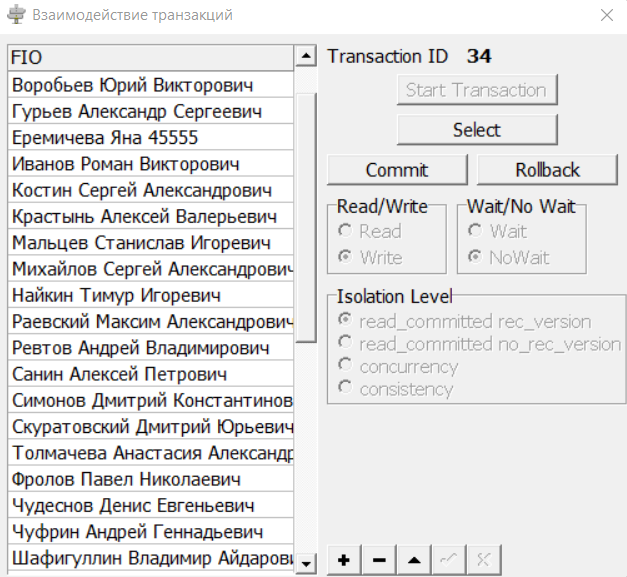 Взаимодействие транзакций
FIO
Воробьев Юрий Викторович
Гурьев Александр Сергеевич
Еремичева Яна 45555
Иванов Роман Викторович
Костин Сергей Александрович
Крастынь Алексей Валерьевич
Мальцев Станислав Игоревич
Михайлов Сергей Александрович
Найкин Тимур Игоревич
Раевский Максим Александрович
Ревтов Андрей Владимирович
Санин Алексей Петрович
Симонов Дмитрий Константинов
Скуратовский Дмитрий Юрьевич
Толмачева Анастасия Александр
Фролов Павел Николаевич
Чудеснов Денис Евгеньевич
Чуфрин Андрей Геннадьевич
Шафигуллин Владимир Айдарови
Transaction ID 34
Start Transaction
Select
Commit Rollback
Read/Write Wait/No Wait
Read Wait
Write NoWait
Isolation Level
read_committed rec_version
read_committed no_rec_version
concurrency
consistency